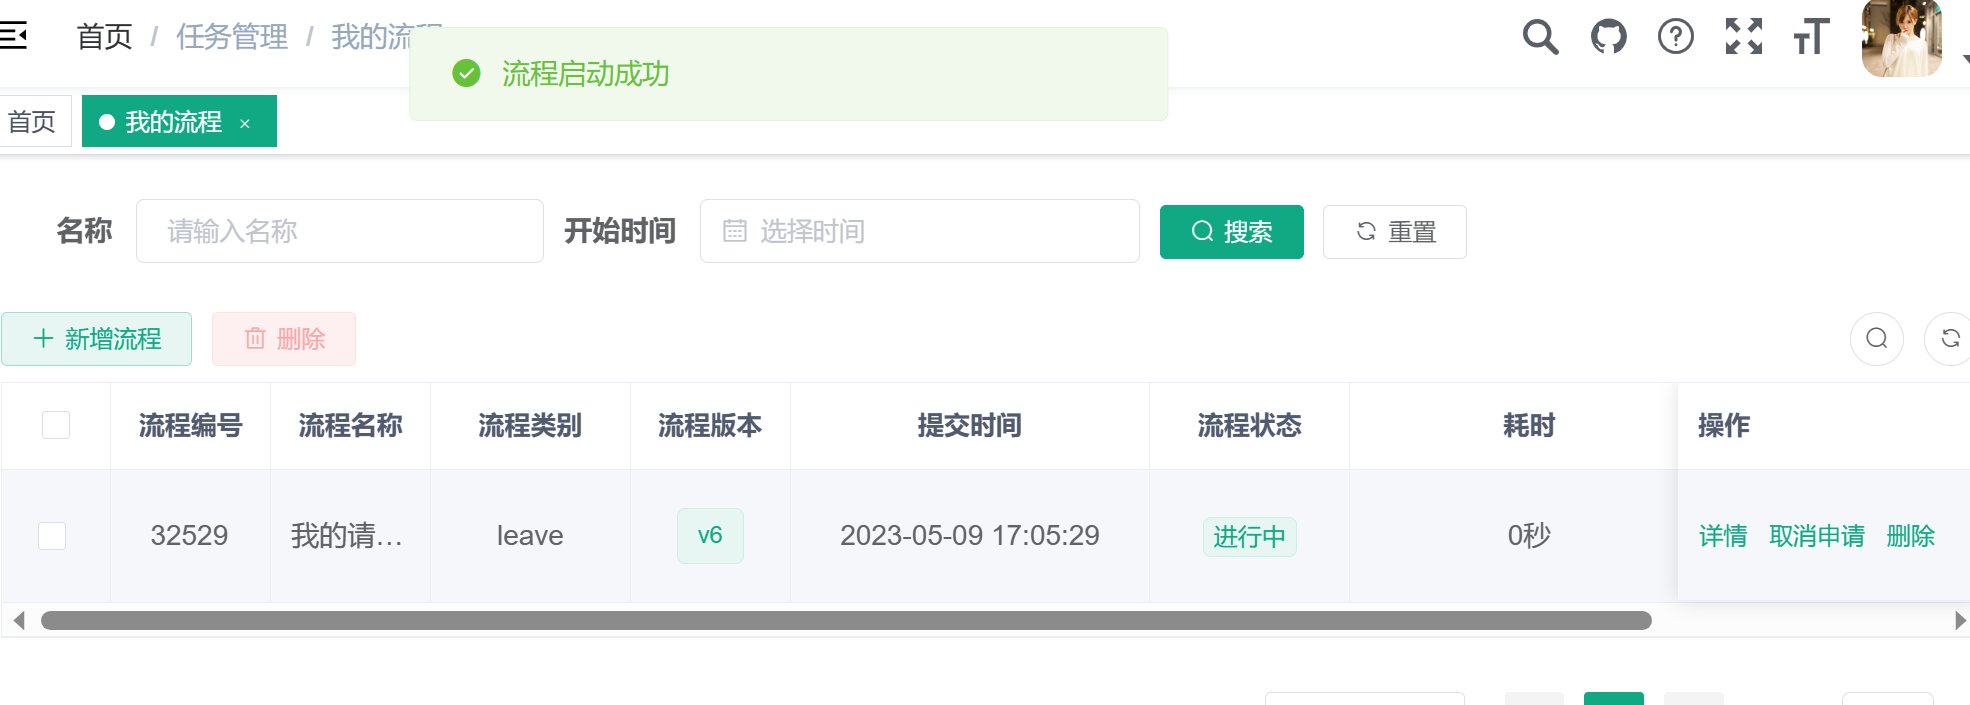 首页 / 任务管理 / 我的流程
流程启动成功
首页
我的流程 ×
名称 请输入名称 开始时间 选择时间 搜索 重置
新增流程 删除
流程编号 流程名称 流程类别 流程版本 提交时间 流程状态 耗时 操作
32529 我的请... leave v6 2023-05-09 17:05:29 进行中 0秒 详情 取消申请 删除